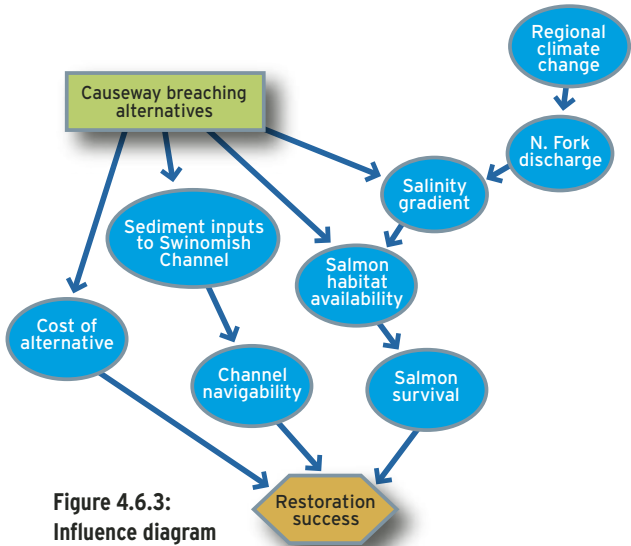 Regional
climate
change
Causeway breaching
alternatives
N. Fork
discharge
Salinity
gradient
Sediment inputs
to Swinomish
Channel
Salmon
habitat
availability
Cost of
alternative
Channel
navigability
Salmon
survival
Restoration
success
Figure 4.6.3:
Influence diagram